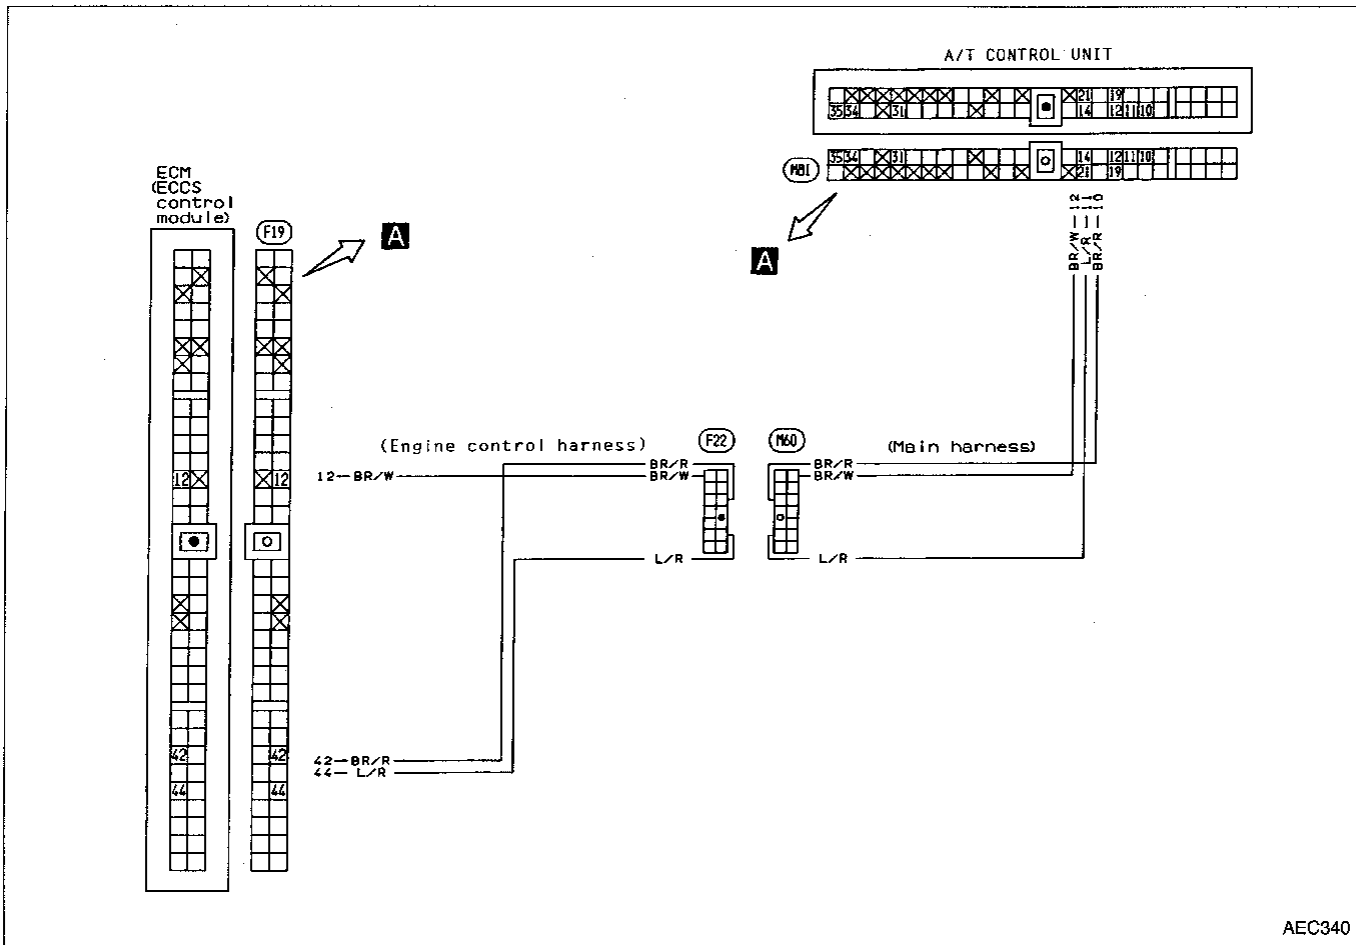 A/T CONTROL UNIT
21 19
35 34 31 14 12 11 10
35 34 31 14 12 11 10
M81
21 19
ECM
(ECCS
control
module)
F19
A
A
BR/W — 12
L/R — 11
BR/R — 10
(Engine control harness)
F22
M60
(Main harness)
BR/R
BR/R
12 12
12—BR/W
BR/W
BR/W
L/R
L/R
42 42
42—BR/R
44—L/R
44 44
AEC340